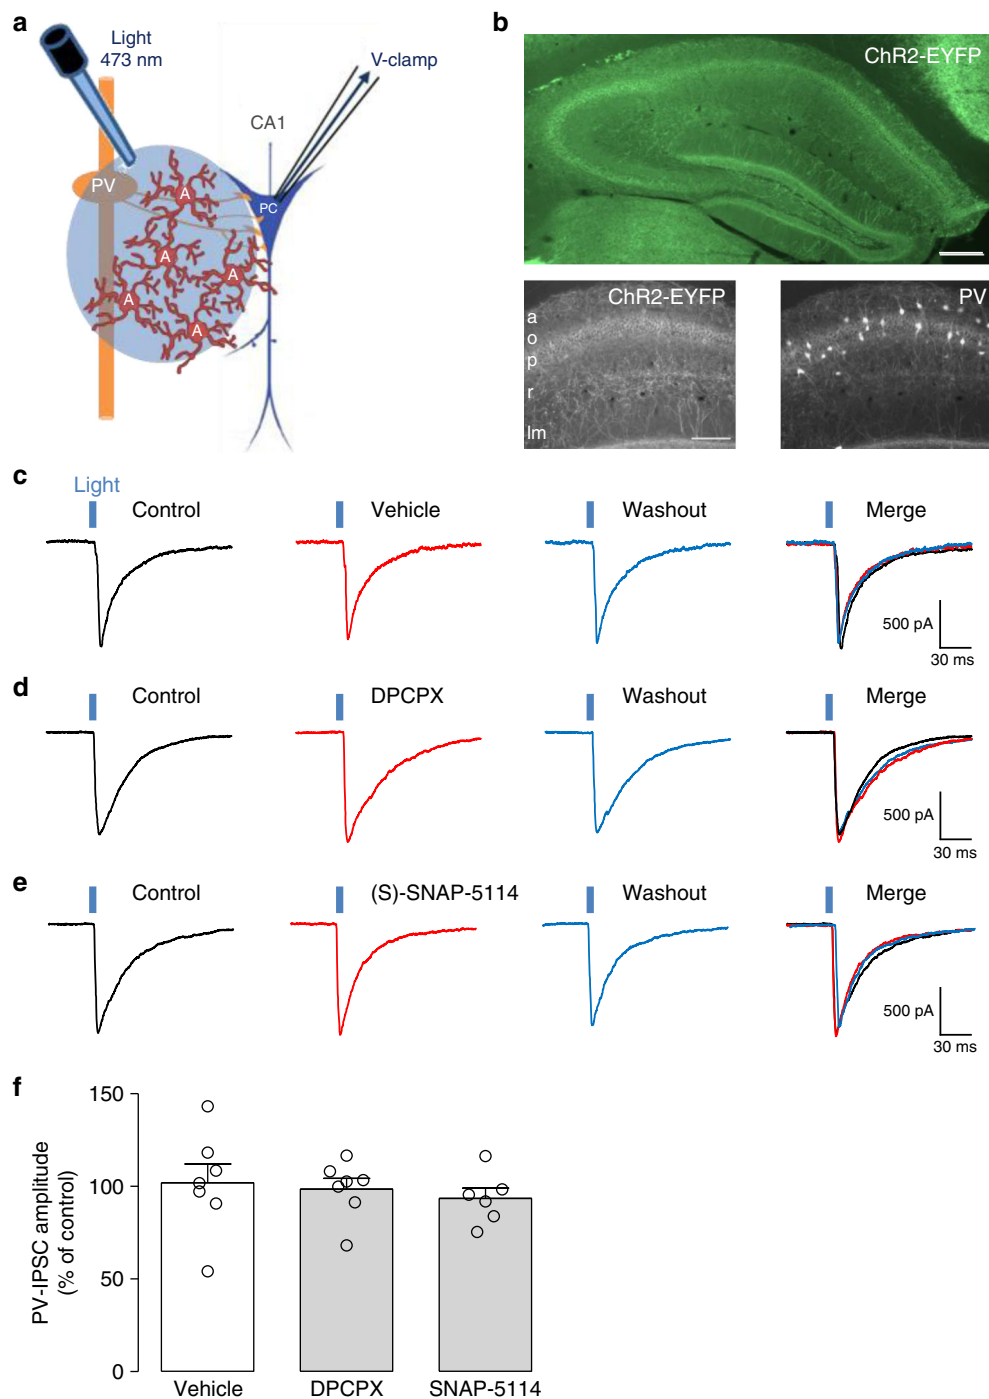 a
Light
473 nm
V-clamp
CA1
PV
PC
A
A
A
A
A
b
ChR2-EYFP
ChR2-EYFP
a
o
p
r
lm
PV
c
Light
Control
Vehicle
Washout
Merge
500 pA
30 ms
d
Control
DPCPX
Washout
Merge
500 pA
30 ms
e
Control
(S)-SNAP-5114
Washout
Merge
500 pA
30 ms
f
PV-IPSC amplitude
(% of control)
150
100
50
0
Vehicle
DPCPX
SNAP-5114